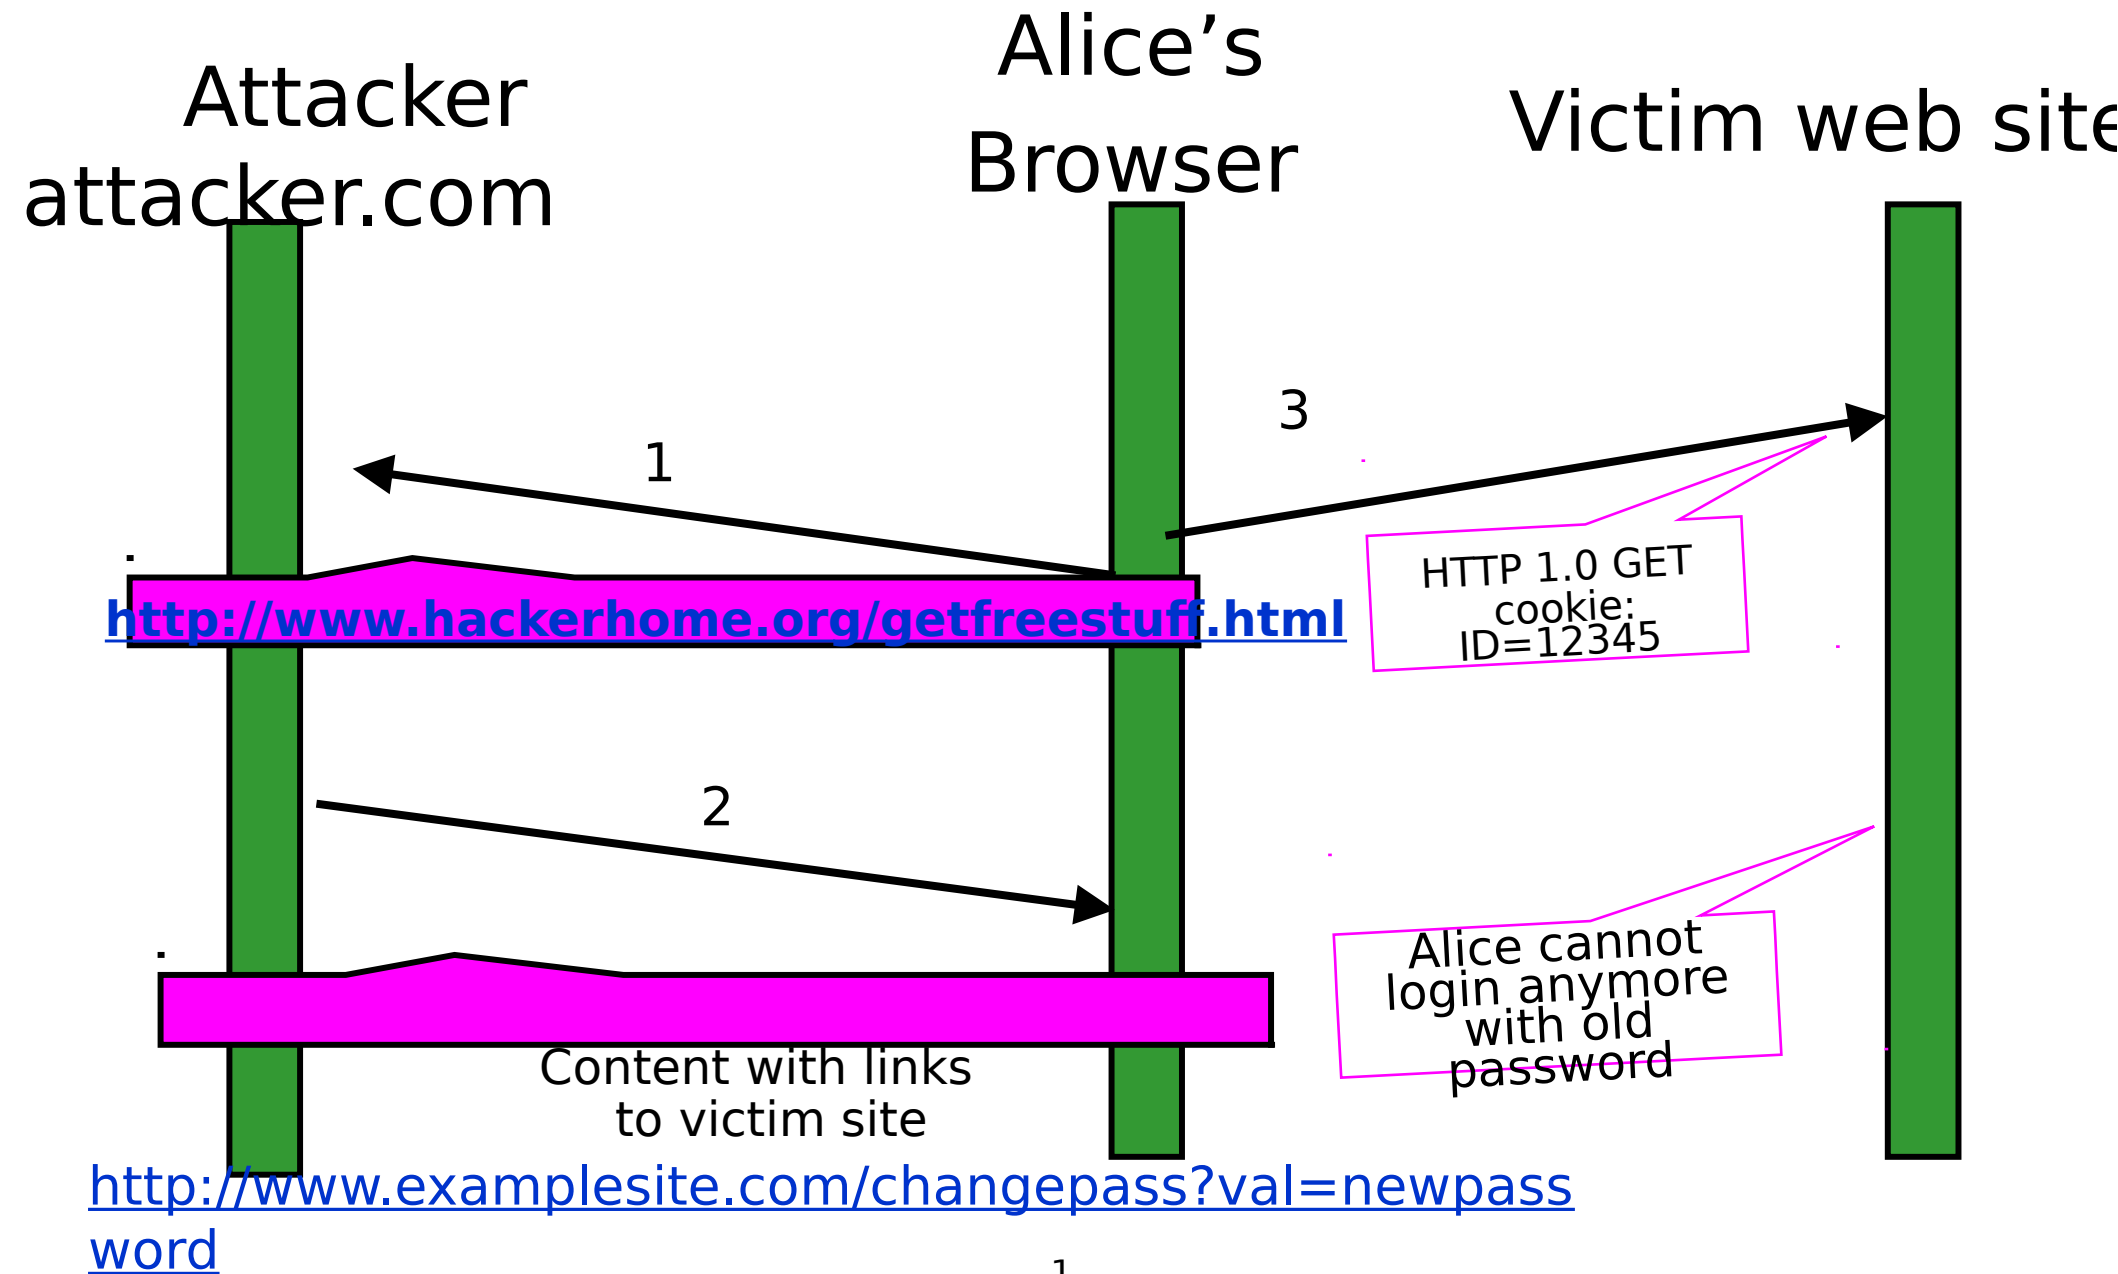 Attacker
attacker.com
Alice’s
Browser
Victim web site
1
3
http://www.hackerhome.org/getfreestuff.html
HTTP 1.0 GET
cookie:
ID=12345
2
Alice cannot
login anymore
with old
password
Content with links
to victim site
http://www.examplesite.com/changepass?val=newpass
word
1